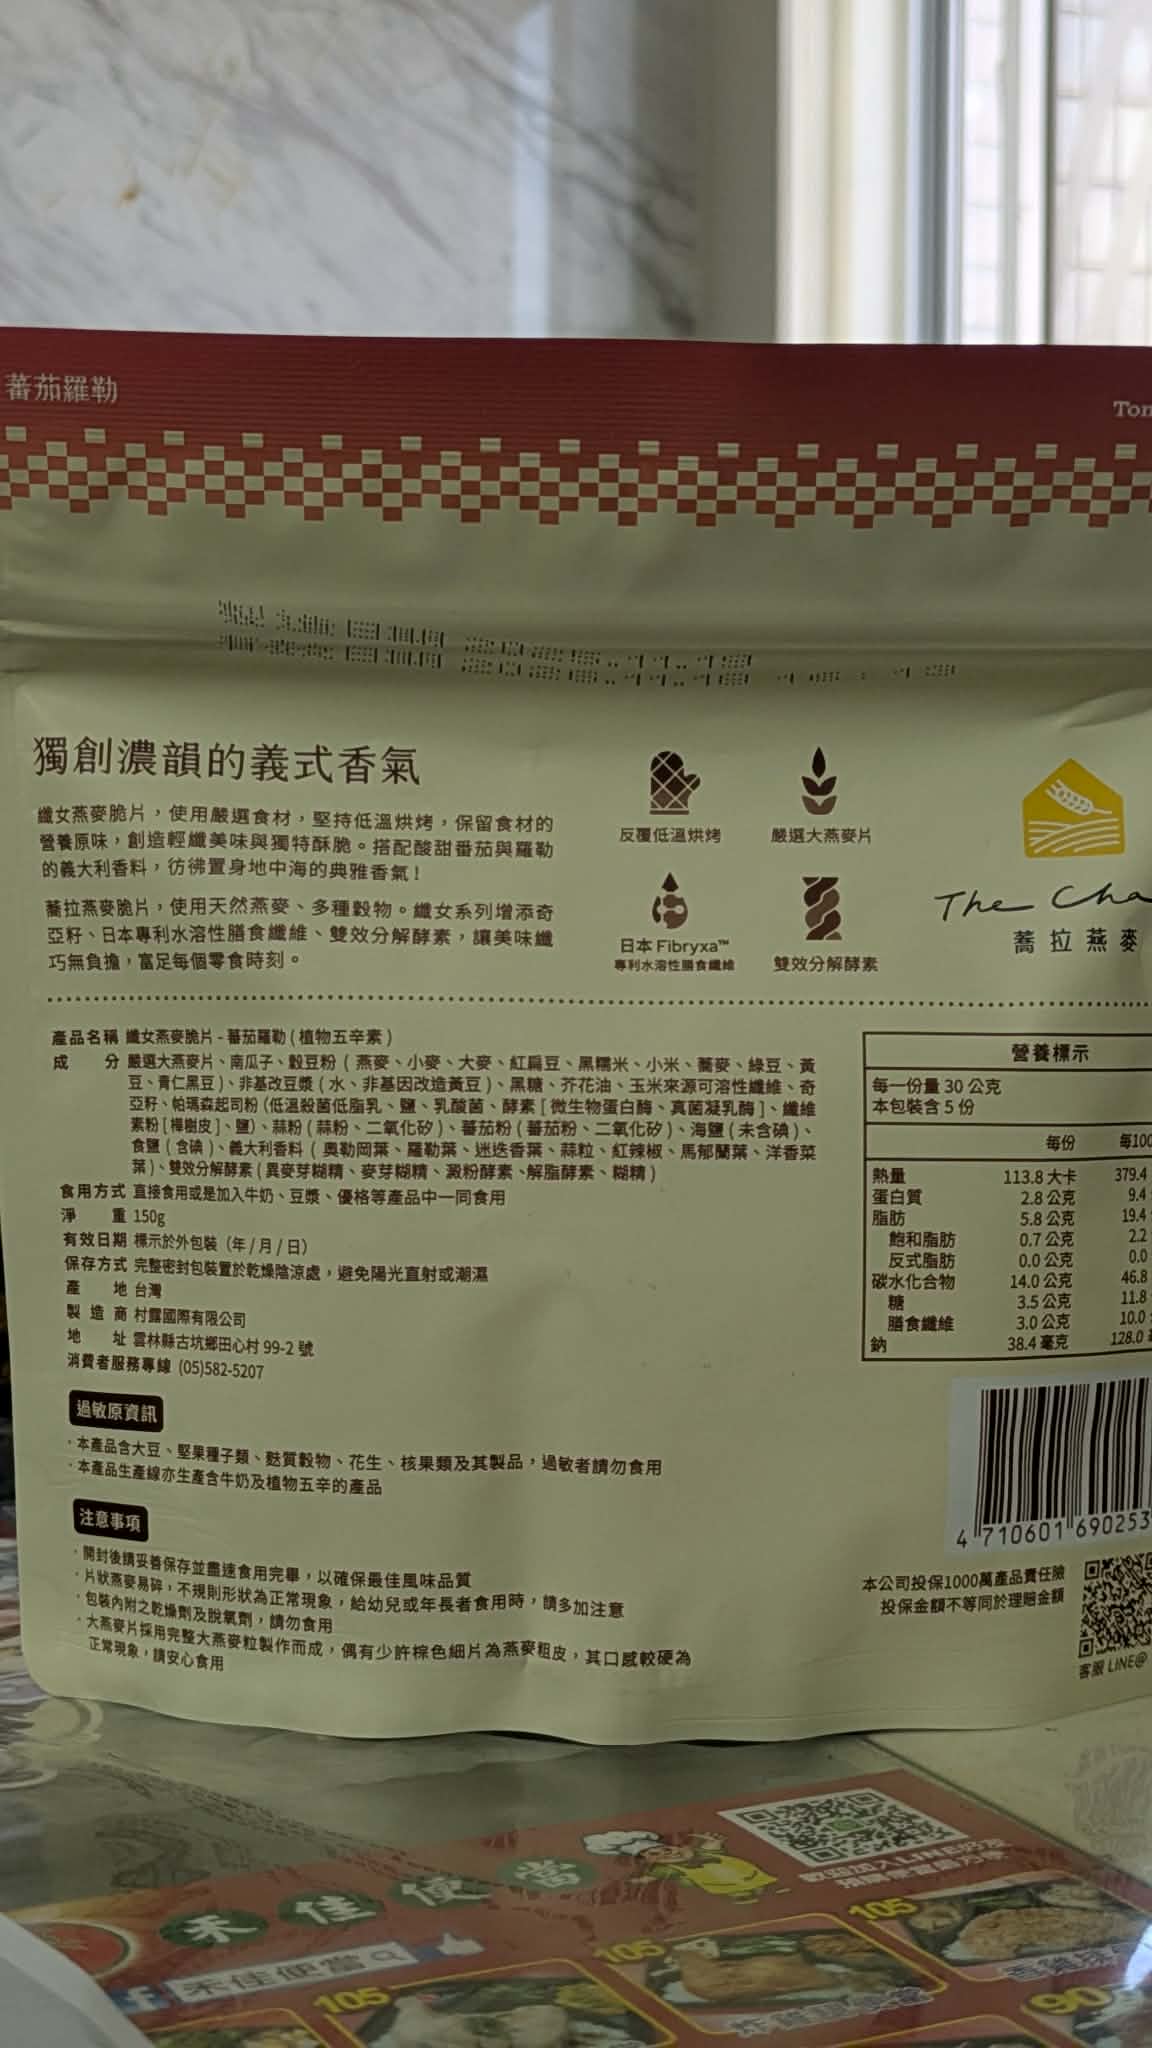 蕃茄羅勒
Tom
獨創濃韻的義式香氣
纖女燕麥脆片，使用嚴選食材，堅持低溫烘烤，保留食材的
營養原味，創造輕纖美味與獨特酥脆。搭配酸甜番茄與羅勒
的義大利香料，彷彿置身地中海的典雅香氣！
蕎拉燕麥脆片，使用天然燕麥、多種穀物。纖女系列增添奇
亞籽、日本專利水溶性膳食纖維、雙效分解酵素，讓美味纖
巧無負擔，富足每個零食時刻。
反覆低溫烘烤
嚴選大燕麥片
日本 Fibryxa™
專利水溶性膳食纖維
雙效分解酵素
The Cha
蕎拉燕麥
產品名稱 纖女燕麥脆片 - 蕃茄羅勒 ( 植物五辛素 )
成分 嚴選大燕麥片、南瓜子、穀豆粉 ( 燕麥、小麥、大麥、紅扁豆、黑糯米、小米、蕎麥、綠豆、黃
豆、青仁黑豆 )、非基改豆漿 ( 水、非基因改造黃豆 )、黑糖、芥花油、玉米來源可溶性纖維、奇
亞籽、帕瑪森起司粉 (低溫殺菌低脂乳、鹽、乳酸菌、酵素 [ 微生物蛋白酶、真菌凝乳酶 ]、纖維
素粉 [ 樺樹皮 ]、鹽)、蒜粉 ( 蒜粉、二氧化矽 )、蕃茄粉 ( 蕃茄粉、二氧化矽 )、海鹽 ( 未含碘 )、
食鹽 ( 含碘 )、義大利香料 ( 奧勒岡葉、羅勒葉、迷迭香葉、蒜粒、紅辣椒、馬郁蘭葉、洋香菜
葉 )、雙效分解酵素 ( 異麥芽糊精、麥芽糊精、澱粉酵素、解脂酵素、糊精 )
食用方式 直接食用或是加入牛奶、豆漿、優格等產品中一同食用
淨重 150g
有效日期 標示於外包裝（年 / 月 / 日）
保存方式 完整密封包裝置於乾燥陰涼處，避免陽光直射或潮濕
產地 台灣
製造商 村露國際有限公司
地址 雲林縣古坑鄉田心村 99-2 號
消費者服務專線 (05)582-5207
過敏原資訊
· 本產品含大豆、堅果種子類、麩質穀物、花生、核果類及其製品，過敏者請勿食用
· 本產品生產線亦生產含牛奶及植物五辛的產品
注意事項
· 開封後請妥善保存並盡速食用完畢，以確保最佳風味品質
· 片狀燕麥易碎，不規則形狀為正常現象，給幼兒或年長者食用時，請多加注意
· 包裝內附之乾燥劑及脫氧劑，請勿食用
· 大燕麥片採用完整大燕麥粒製作而成，偶有少許棕色細片為燕麥粗皮，其口感較硬為
正常現象，請安心食用
營養標示
每一份量 30 公克
本包裝含 5 份
每份 每100
熱量 113.8 大卡 379.4
蛋白質 2.8 公克 9.4
脂肪 5.8 公克 19.4
飽和脂肪 0.7 公克 2.2
反式脂肪 0.0 公克 0.0
碳水化合物 14.0 公克 46.8
糖 3.5 公克 11.8
膳食纖維 3.0 公克 10.0
鈉 38.4 毫克 128.0
4 710601 690253
本公司投保1000萬產品責任險
投保金額不等同於理賠金額
客服 LINE@
禾佳便當
禾佳便當
105
105
105
90